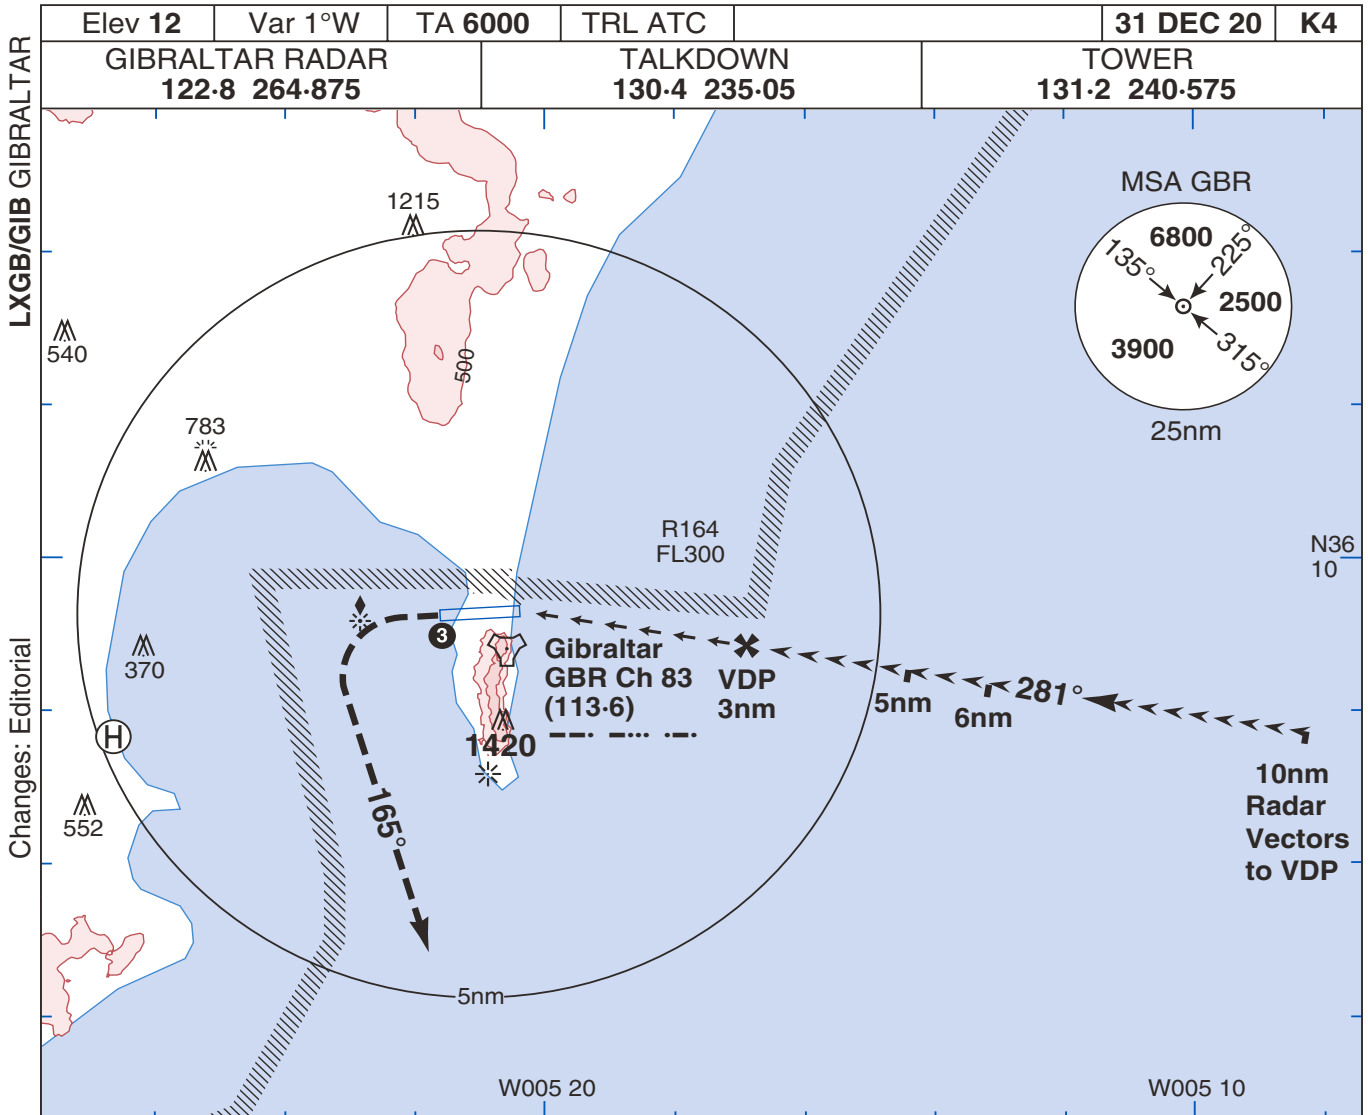 Elev 12
Var 1°W
TA 6000
TRL ATC
31 DEC 20
K4
GIBRALTAR RADAR
122·8 264·875
TALKDOWN
130·4 235·05
TOWER
131·2 240·575
LXGB/GIB GIBRALTAR
Changes: Editorial
MSA GBR
6800
135°
225°
2500
3900
315°
25nm
1215
540
500
783
R164
FL300
N36
10
3
370
Gibraltar
GBR Ch 83
(113·6)
VDP
3nm
5nm
6nm
281°
H
1420
10nm
Radar
Vectors
to VDP
552
165°
5nm
W005 20
W005 10